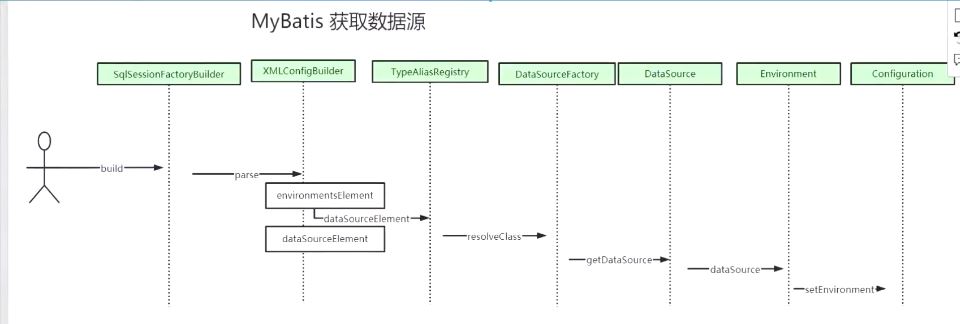 MyBatis 获取数据源
SqlSessionFactoryBuilder
XMLConfigBuilder
TypeAliasRegistry
DataSourceFactory
DataSource
Environment
Configuration
build
parse
environmentsElement
dataSourceElement
dataSourceElement
resolveClass
getDataSource
dataSource
setEnvironment